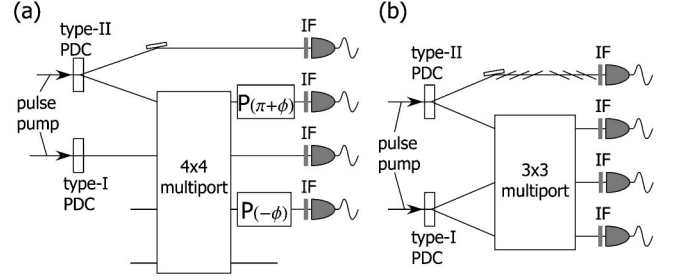 (a)
type-II
PDC
IF
IF
pulse
pump
P(π+ϕ)
4x4
multiport
IF
type-I
PDC
IF
P(−ϕ)
(b)
type-II
PDC
IF
IF
pulse
pump
3x3
multiport
IF
IF
type-I
PDC